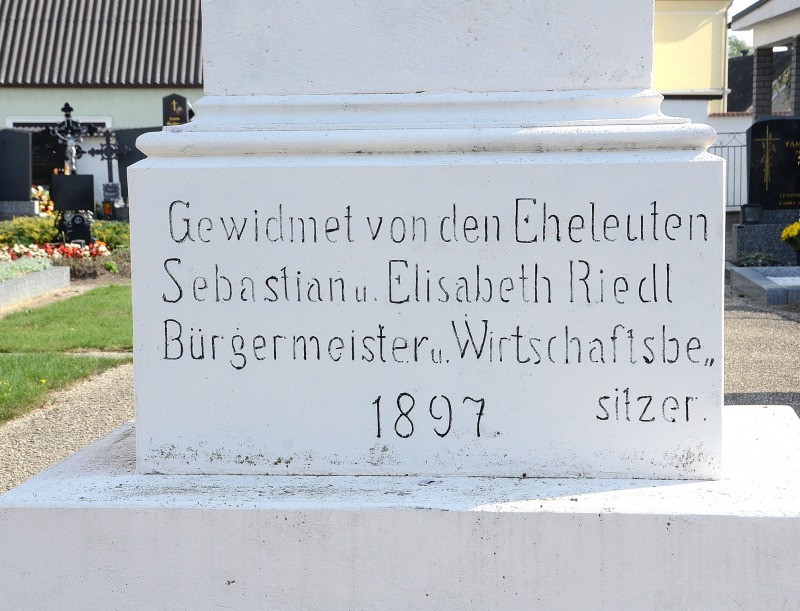 Gewidmet von den Eheleuten
Sebastian u. Elisabeth Riedl
Bürgermeister u. Wirtschaftsbe„
sitzer.
1897.